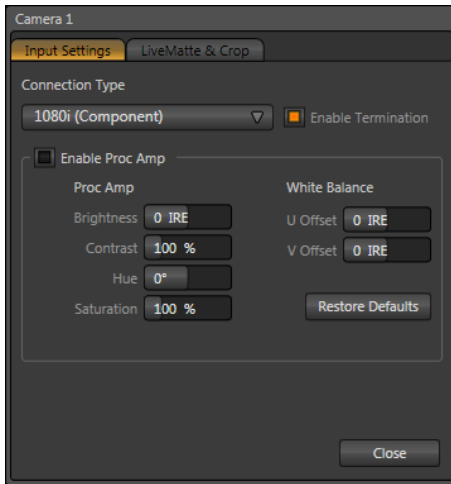 Camera 1
Input Settings LiveMatte & Crop
Connection Type
1080i (Component) Enable Termination
Enable Proc Amp
Proc Amp White Balance
Brightness 0 IRE U Offset 0 IRE
Contrast 100 % V Offset 0 IRE
Hue 0°
Saturation 100 % Restore Defaults
Close